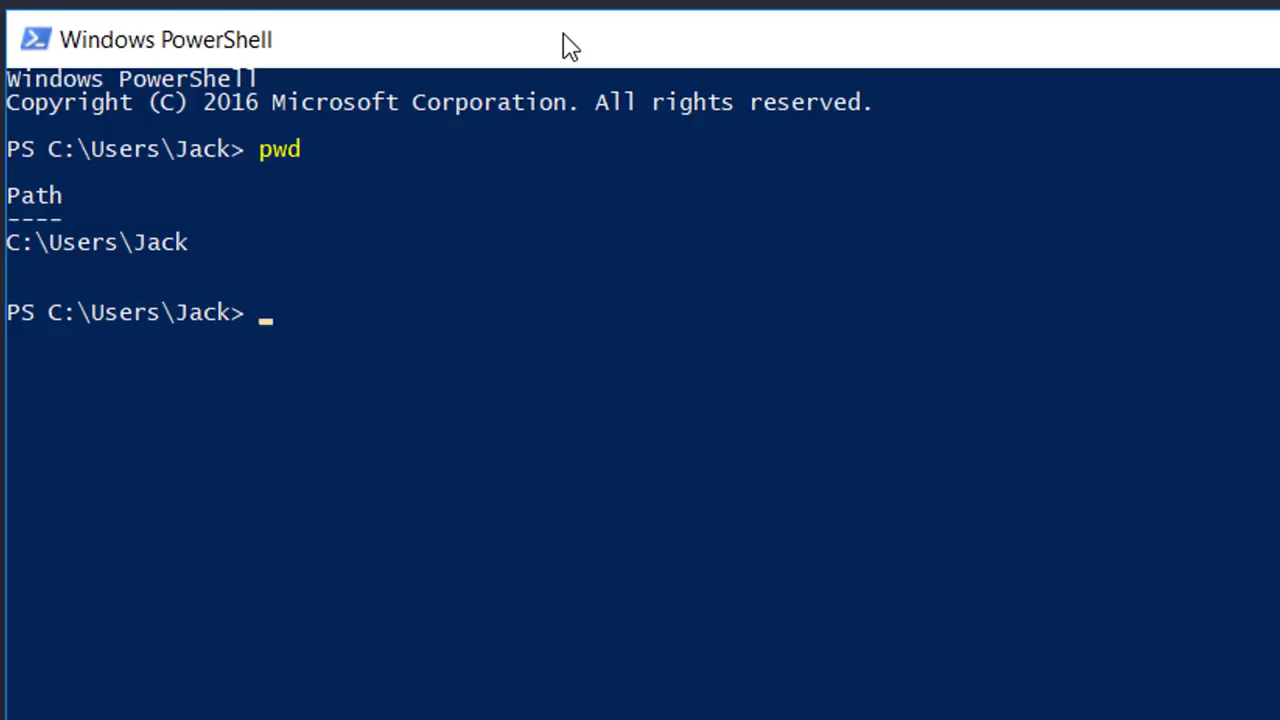 Windows PowerShell
Windows PowerShell
Copyright (C) 2016 Microsoft Corporation. All rights reserved.
PS C:\Users\Jack> pwd
Path
----
C:\Users\Jack
PS C:\Users\Jack> _